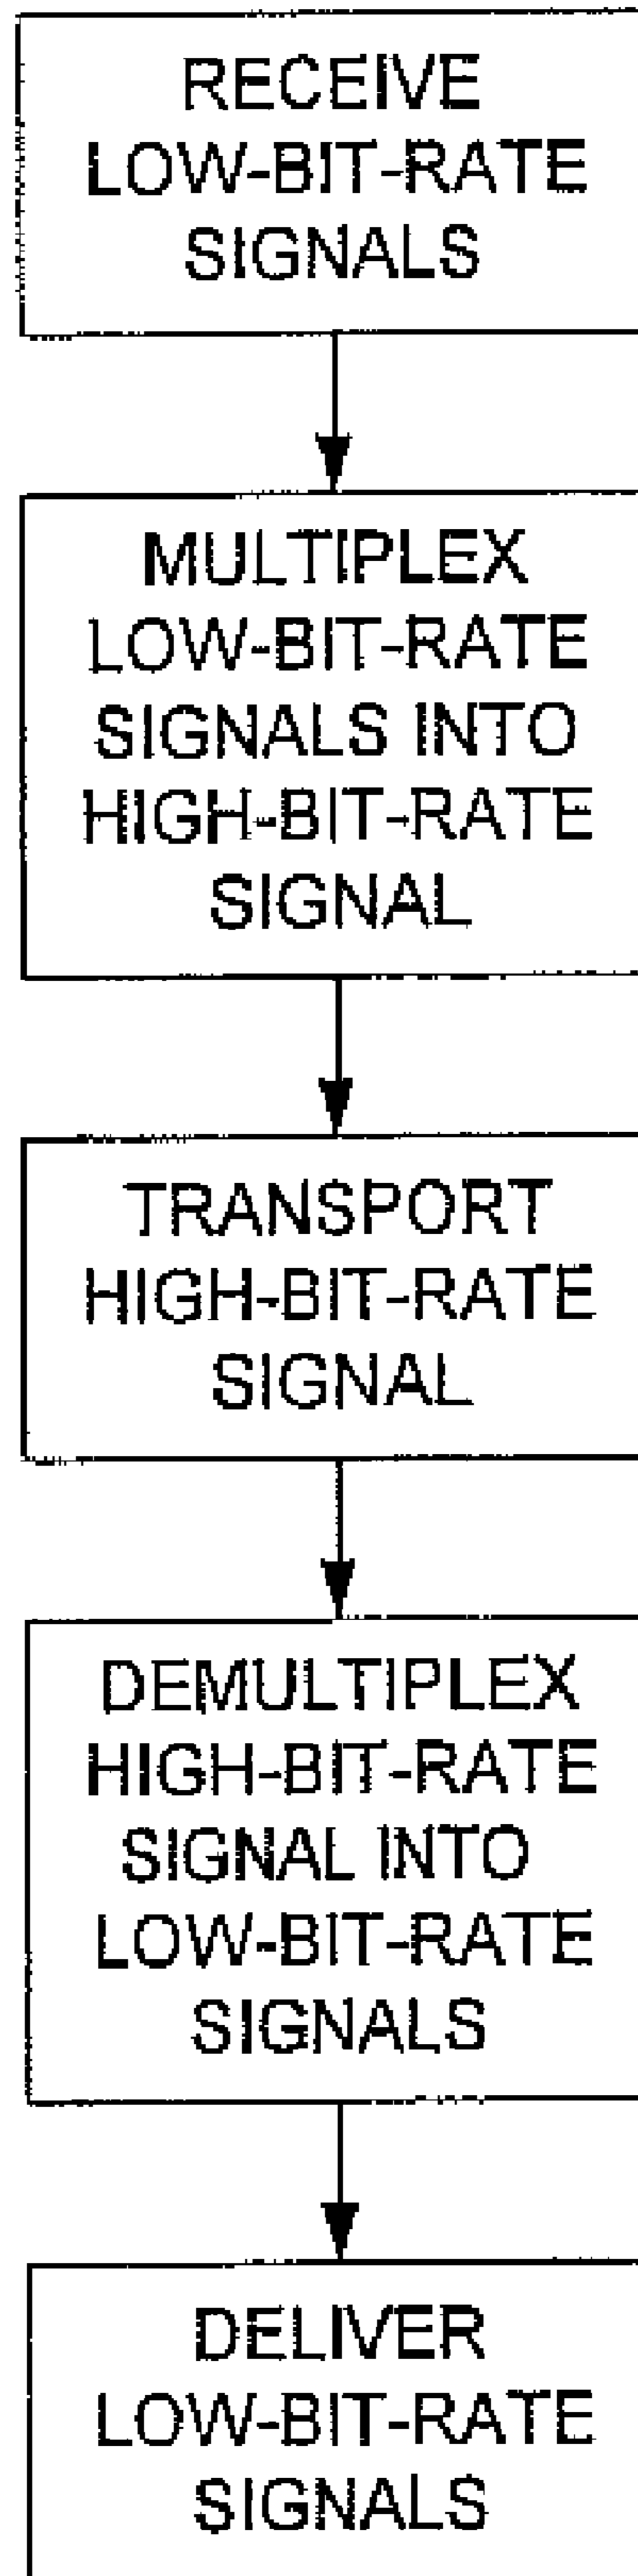 RECEIVE
LOW-BIT-RATE
SIGNALS
MULTIPLEX
LOW-BIT-RATE
SIGNALS INTO
HIGH-BIT-RATE
SIGNAL
TRANSPORT
HIGH-BIT-RATE
SIGNAL
DEMULTIPLEX
HIGH-BIT-RATE
SIGNAL INTO
LOW-BIT-RATE
SIGNALS
DELIVER
LOW-BIT-RATE
SIGNALS